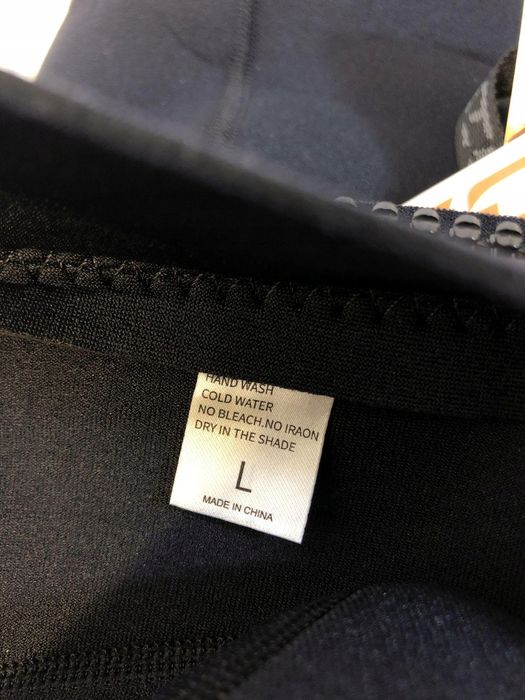 HAND WASH
COLD WATER
NO BLEACH.NO IRAON
DRY IN THE SHADE
L
MADE IN CHINA